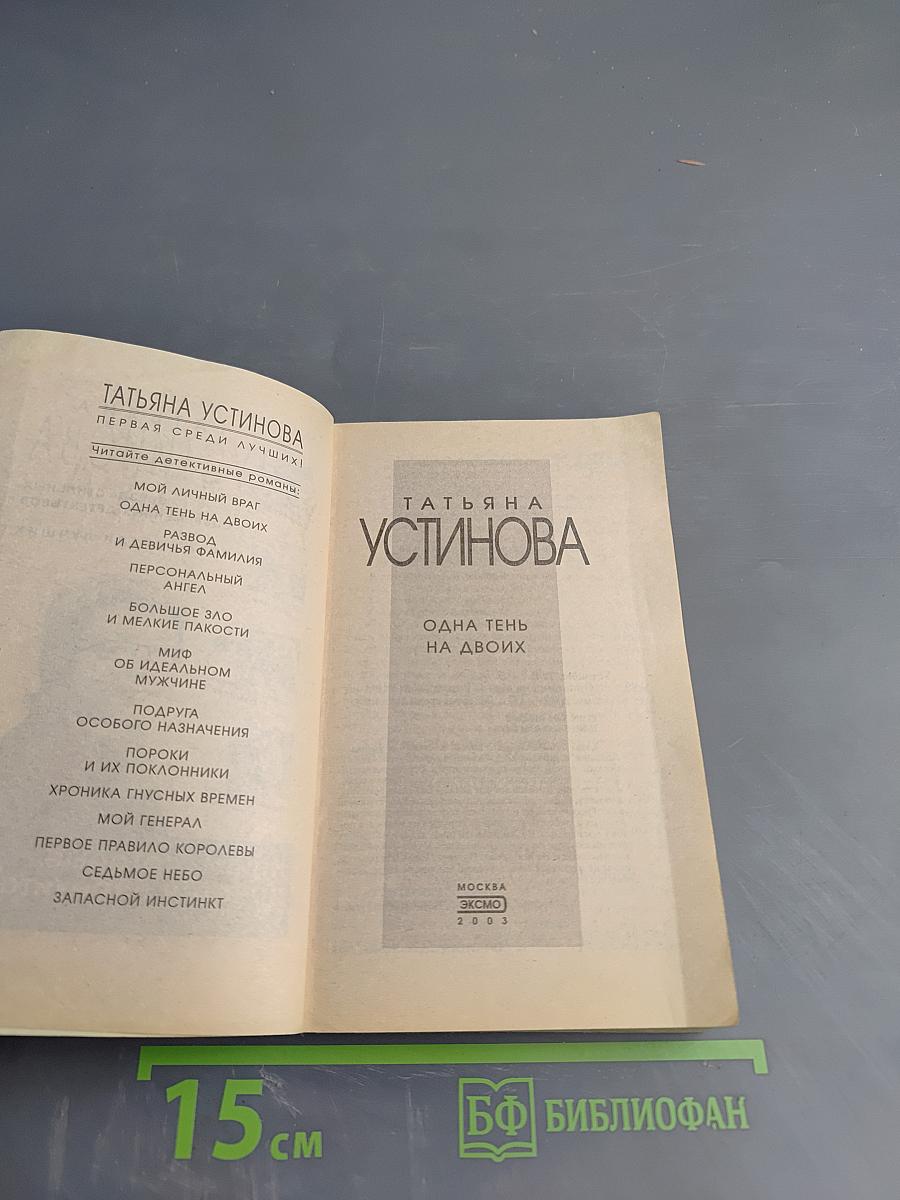 ТАТЬЯНА УСТИНОВА
ПЕРВАЯ СРЕДИ ЛУЧШИХ!
Читайте детективные романы:
МОЙ ЛИЧНЫЙ ВРАГ
ОДНА ТЕНЬ НА ДВОИХ
РАЗВОД
И ДЕВИЧЬЯ ФАМИЛИЯ
ПЕРСОНАЛЬНЫЙ
АНГЕЛ
БОЛЬШОЕ ЗЛО
И МЕЛКИЕ ПАКОСТИ
МИФ
ОБ ИДЕАЛЬНОМ
МУЖЧИНЕ
ПОДРУГА
ОСОБОГО НАЗНАЧЕНИЯ
ПОРОКИ
И ИХ ПОКЛОННИКИ
ХРОНИКА ГНУСНЫХ ВРЕМЕН
МОЙ ГЕНЕРАЛ
ПЕРВОЕ ПРАВИЛО КОРОЛЕВЫ
СЕДЬМОЕ НЕБО
ЗАПАСНОЙ ИНСТИНКТ
ТАТЬЯНА
УСТИНОВА
ОДНА ТЕНЬ
НА ДВОИХ
МОСКВА
ЭКСМО
2003
15 см
БФ БИБЛИОФАН